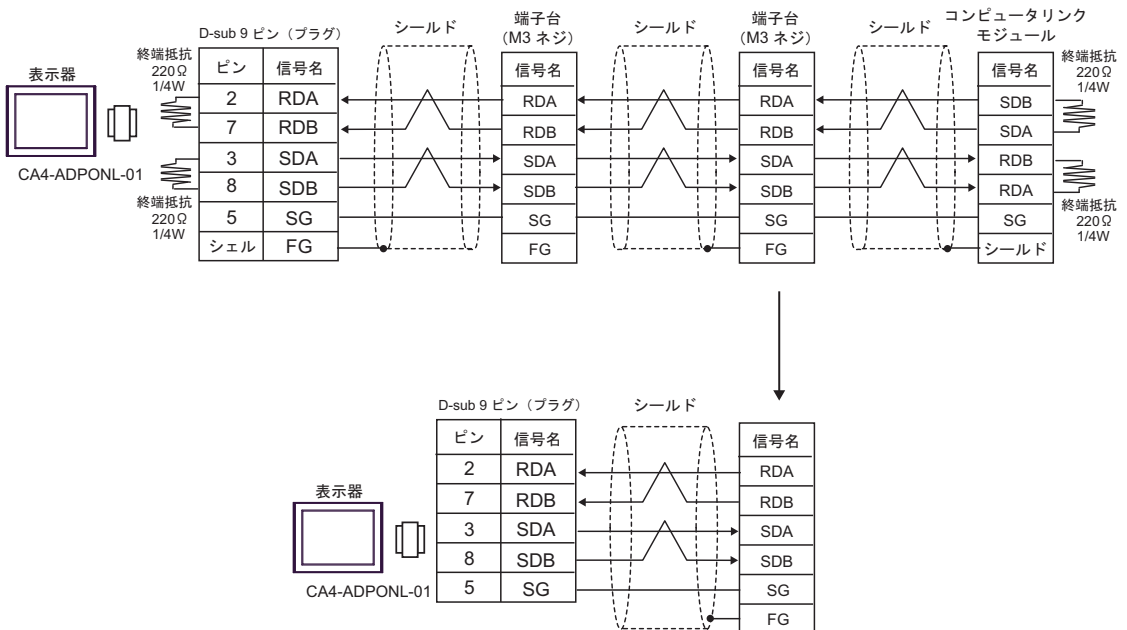 D-sub 9 ピン（プラグ）
シールド
端子台
（M3 ネジ）
シールド
端子台
（M3 ネジ）
シールド
コンピュータリンク
モジュール
表示器
CA4-ADPONL-01
終端抵抗
220Ω
1/4W
終端抵抗
220Ω
1/4W
ピン 信号名
2 RDA
7 RDB
3 SDA
8 SDB
5 SG
シェル FG
信号名
RDA
RDB
SDA
SDB
SG
FG
信号名
RDA
RDB
SDA
SDB
SG
FG
信号名
SDB
SDA
RDB
RDA
SG
シールド
終端抵抗
220Ω
1/4W
終端抵抗
220Ω
1/4W
D-sub 9 ピン（プラグ）
シールド
表示器
CA4-ADPONL-01
ピン 信号名
2 RDA
7 RDB
3 SDA
8 SDB
5 SG
信号名
RDA
RDB
SDA
SDB
SG
FG